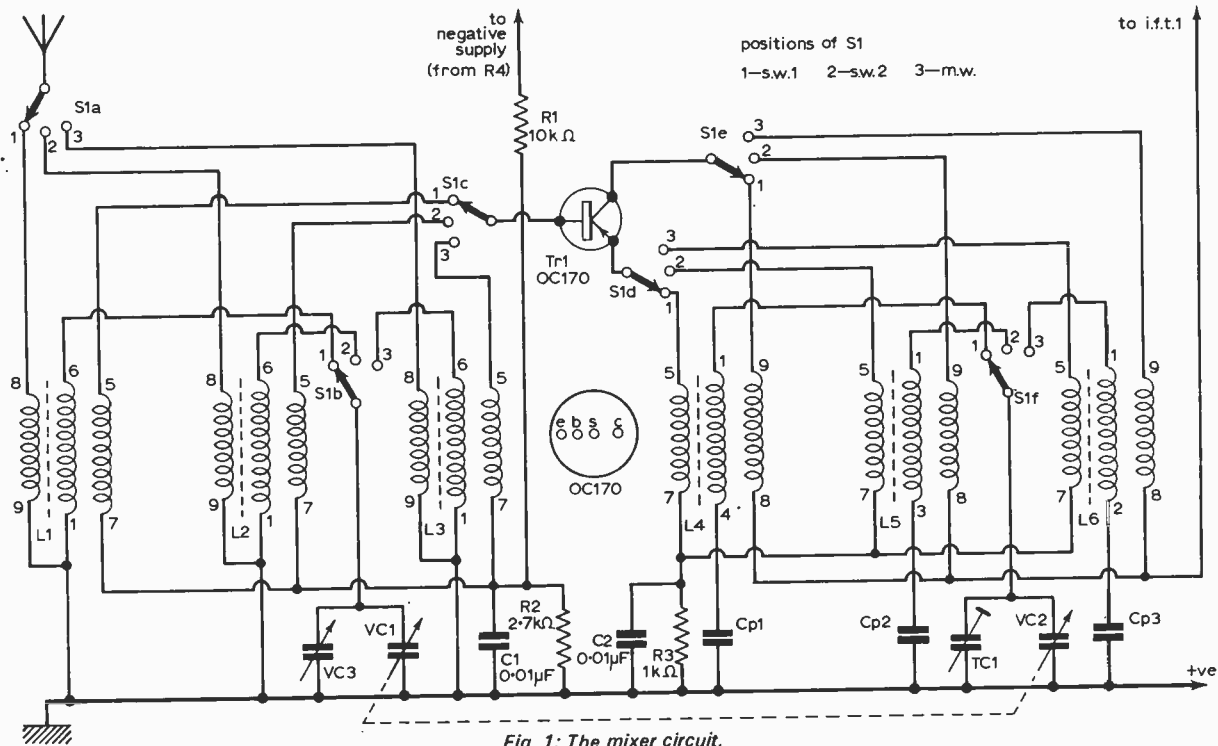 to
negative
supply
(from R4)
to i.f.t.1
positions of S1
1—s.w.1 2—s.w.2 3—m.w.
S1a
1
2
3
R1
10kΩ
S1e
3
2
1
S1c
1
2
3
Tr1
OC170
S1d
3
2
1
S1b
1
2
3
S1f
1
2
3
8
6
5
9
1
7
L1
8
6
5
1
7
L2
8
6
5
9
1
7
L3
e b s c
OC170
5
1
9
7
4
8
L4
5
1
9
7
3
8
L5
5
1
9
7
2
8
L6
VC3
VC1
C1
0·01µF
R2
2·7kΩ
C2
0·01µF
R3
1kΩ
Cp1
Cp2
TC1
VC2
Cp3
+ve
Fig. 1: The mixer circuit.